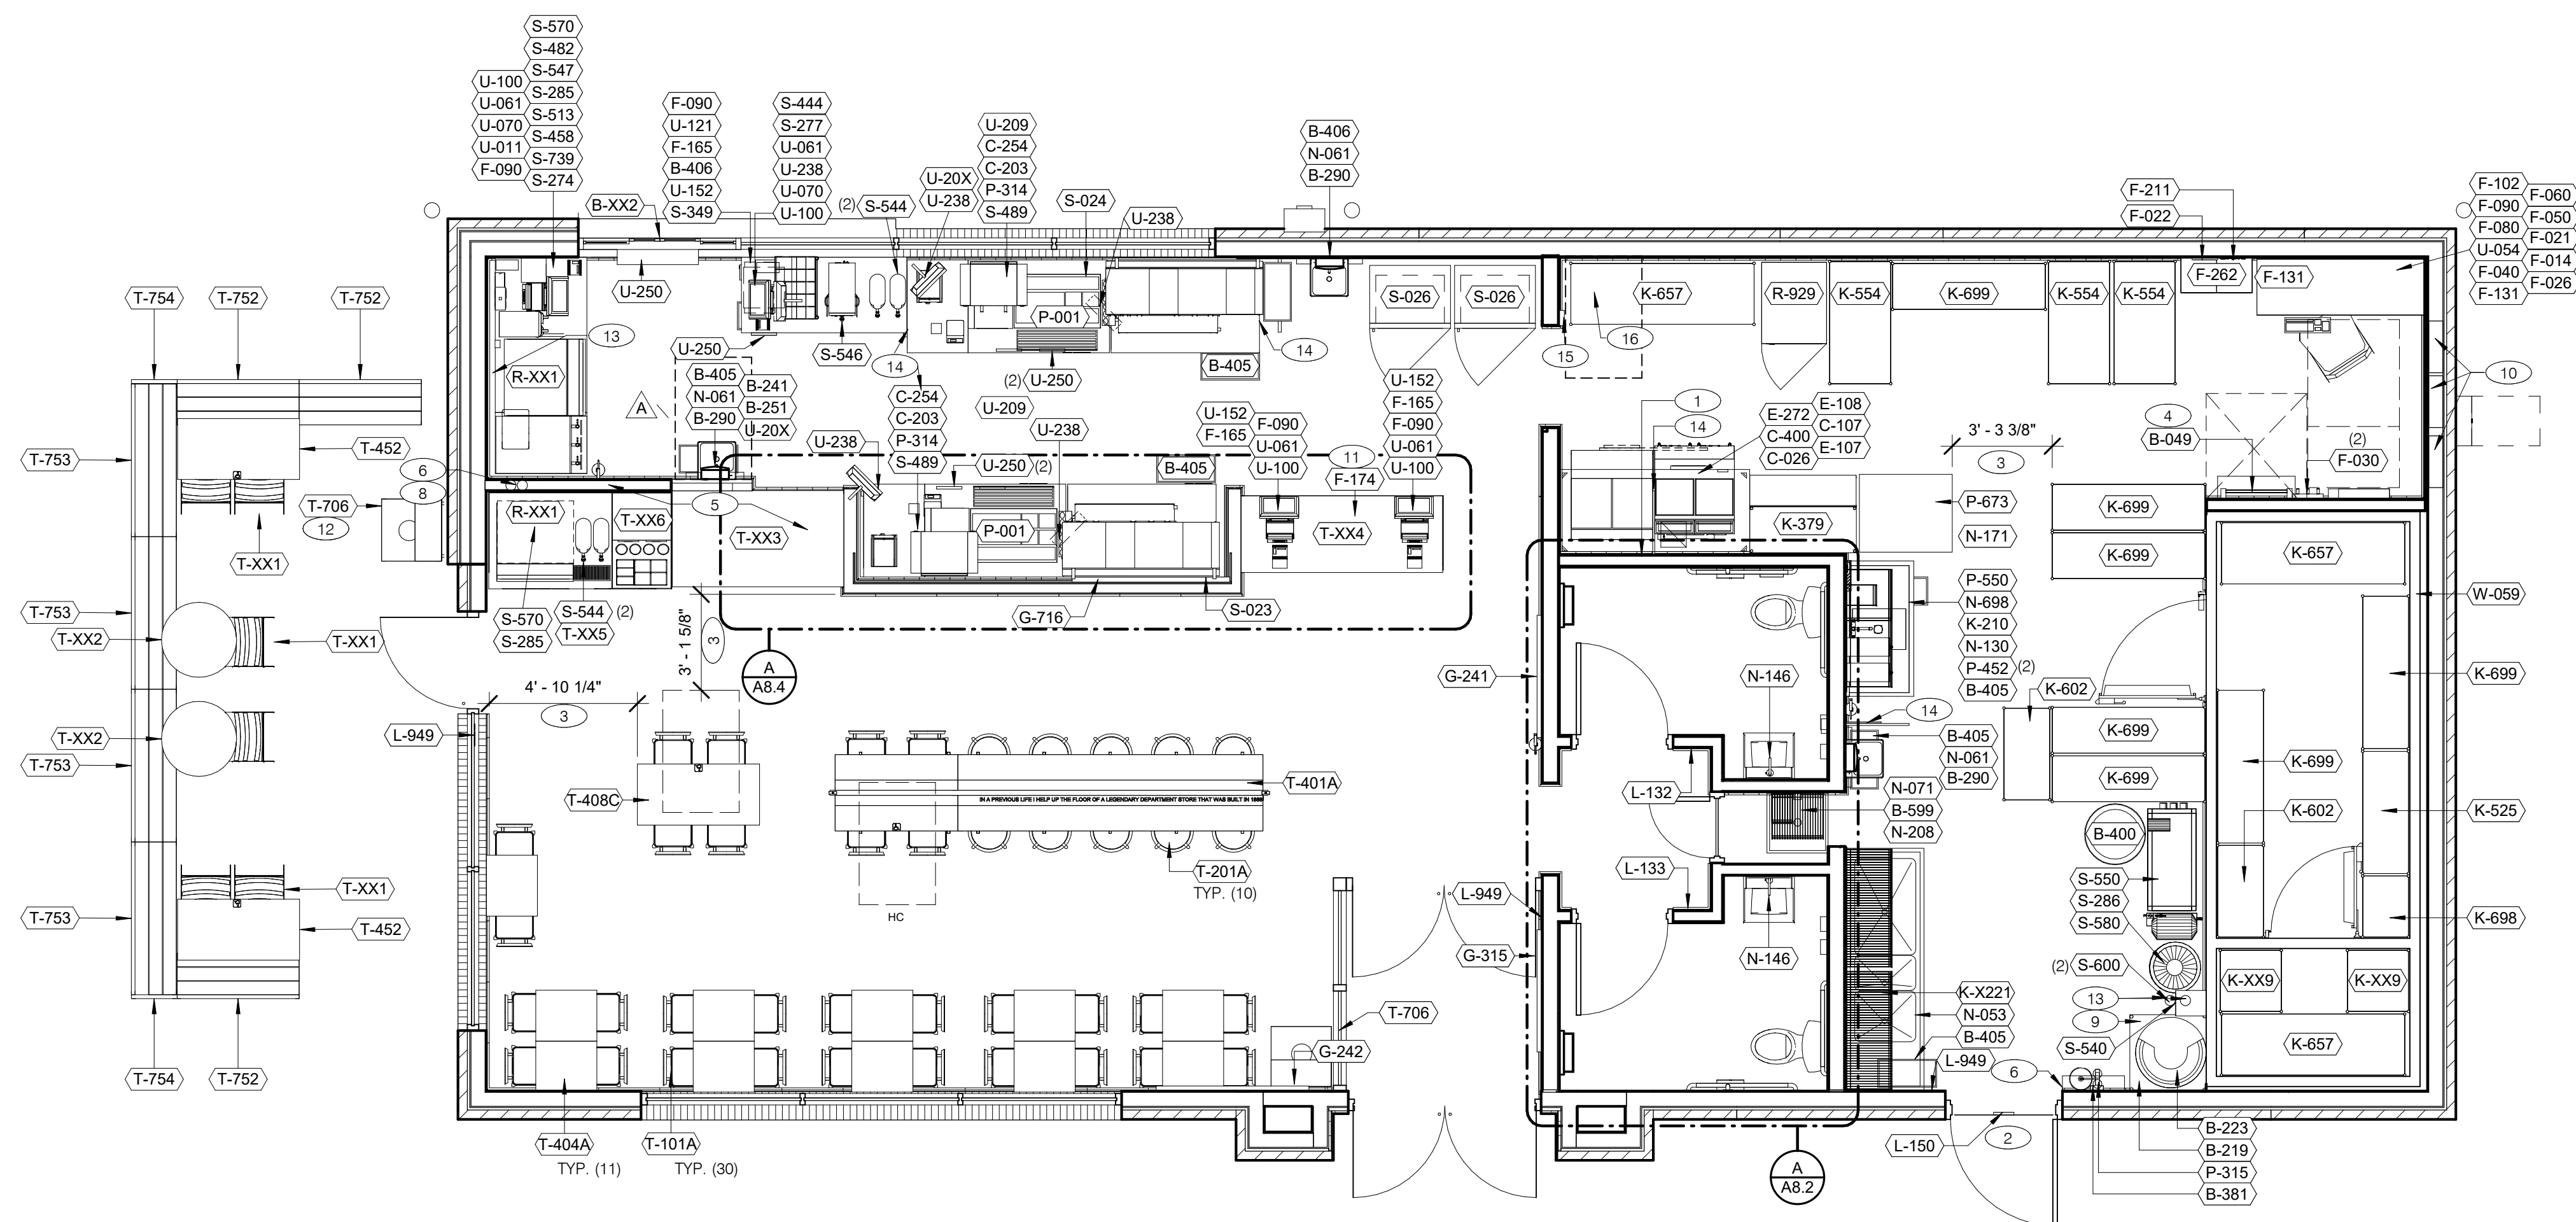 S-570
S-482
S-547
S-285
S-513
S-458
S-739
S-274
U-100
U-061
U-070
U-011
F-090
F-090
U-121
F-165
B-406
U-152
S-349
S-444
S-277
U-061
U-238
U-070
U-100
(2) S-544
U-20X
U-238
U-209
C-254
C-203
P-314
S-489
S-024
U-238
B-406
N-061
B-290
F-211
F-022
F-102
F-090
F-080
U-054
F-040
F-131
F-060
F-050
F-021
F-014
F-026
B-XX2
U-250
T-754
T-752
T-752
13
R-XX1
U-250
S-546
P-001
14
14
B-405
S-026
S-026
K-657
15
16
R-929
K-554
K-699
K-554
K-554
F-262
F-131
10
A
B-405
N-061
B-290
B-241
B-251
U-20X
(2) U-250
C-254
C-203
P-314
S-489
U-209
U-238
U-238
U-250 (2)
B-405
U-152
F-165
F-090
U-061
U-100
U-152
F-165
F-090
U-061
U-100
11
F-174
1
14
E-272
C-400
C-026
E-108
C-107
E-107
3' - 3 3/8"
3
4
B-049
(2)
F-030
T-753
T-452
6
8
T-706
12
T-XX1
R-XX1
T-XX6
5
T-XX3
P-001
T-XX4
K-379
P-673
N-171
K-699
K-699
K-657
W-059
T-753
T-XX2
T-XX1
S-570
S-285
S-544 (2)
T-XX5
3' - 1 5/8"
3
G-716
S-023
A
A8.4
P-550
N-698
K-210
N-130
P-452 (2)
B-405
K-602
G-241
N-146
14
K-699
4' - 10 1/4"
3
L-949
T-XX2
T-753
T-408C
T-401A
IN A PREVIOUS LIFE I HELP UP THE FLOOR OF A LEGENDARY DEPARTMENT STORE THAT WAS BUILT IN 1888
L-132
B-405
N-061
B-290
N-071
B-599
N-208
K-699
K-699
K-699
K-602
K-525
B-400
T-XX1
T-201A
TYP. (10)
HC
L-133
S-550
S-286
S-580
K-698
T-753
T-452
L-949
G-315
N-146
(2) S-600
13
9
K-XX9
K-XX9
K-X221
N-053
B-405
T-706
G-242
L-949
6
S-540
K-657
T-754
T-752
T-404A
TYP. (11)
T-101A
TYP. (30)
A
A8.2
L-150
2
B-223
B-219
P-315
B-381